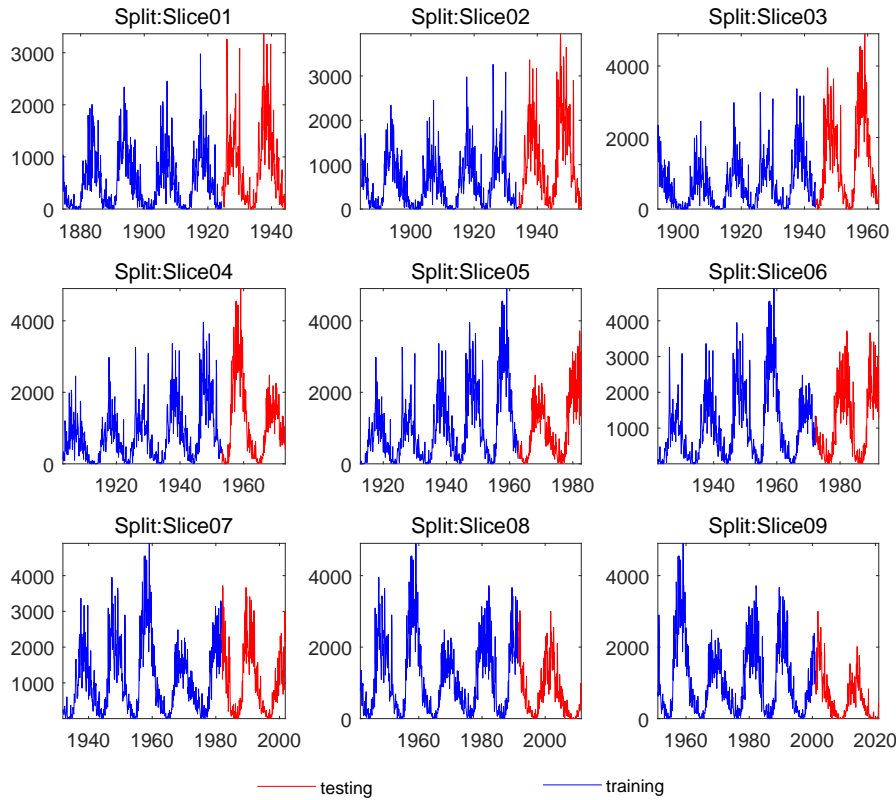 Split:Slice01 Split:Slice02 Split:Slice03
3000
2000
1000
0
1880 1900 1920 1940
4000
3000
2000
1000
0
1900 1920 1940
4000
2000
0
1900 1920 1940 1960
Split:Slice04 Split:Slice05 Split:Slice06
4000
2000
0
1920 1940 1960
4000
2000
0
1920 1940 1960 1980
4000
3000
2000
1000
1940 1960 1980
Split:Slice07 Split:Slice08 Split:Slice09
4000
3000
2000
1000
1940 1960 1980 2000
4000
2000
0
1960 1980 2000
4000
2000
0
1960 1980 2000 2020
testing training